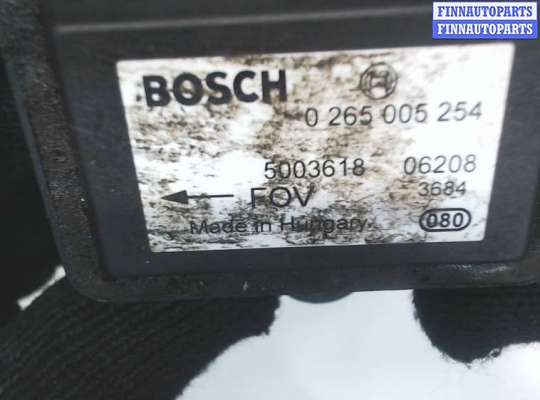 FINNAUTOPARTS
FINNAUTOPARTS
BOSCH
0 265 005 254
5003618 06208
FOV 3684
Made in Hungary 080